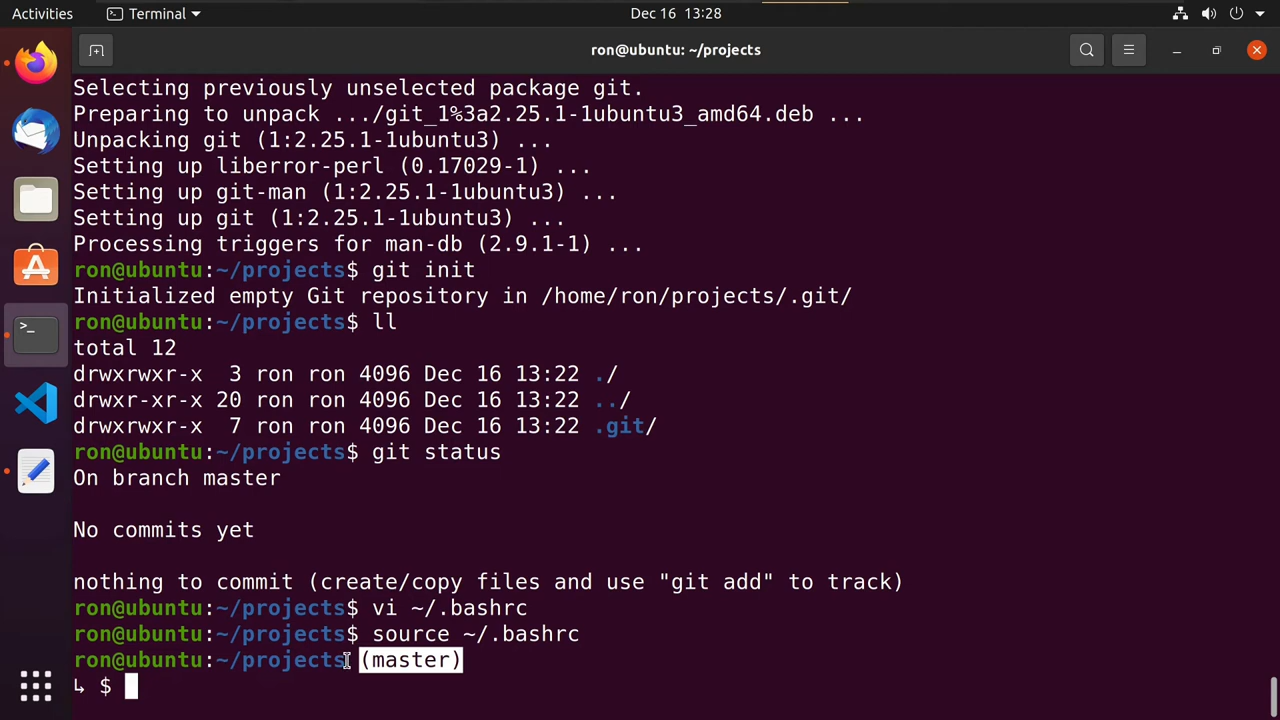 Activities
Terminal
Dec 16 13:28
ron@ubuntu: ~/projects
Selecting previously unselected package git.
Preparing to unpack .../git_1%3a2.25.1-1ubuntu3_amd64.deb ...
Unpacking git (1:2.25.1-1ubuntu3) ...
Setting up liberror-perl (0.17029-1) ...
Setting up git-man (1:2.25.1-1ubuntu3) ...
Setting up git (1:2.25.1-1ubuntu3) ...
Processing triggers for man-db (2.9.1-1) ...
ron@ubuntu:~/projects$ git init
Initialized empty Git repository in /home/ron/projects/.git/
ron@ubuntu:~/projects$ ll
total 12
drwxrwxr-x  3 ron ron 4096 Dec 16 13:22 ./
drwxr-xr-x 20 ron ron 4096 Dec 16 13:22 ../
drwxrwxr-x  7 ron ron 4096 Dec 16 13:22 .git/
ron@ubuntu:~/projects$ git status
On branch master
No commits yet
nothing to commit (create/copy files and use "git add" to track)
ron@ubuntu:~/projects$ vi ~/.bashrc
ron@ubuntu:~/projects$ source ~/.bashrc
ron@ubuntu:~/projects (master)
↳ $